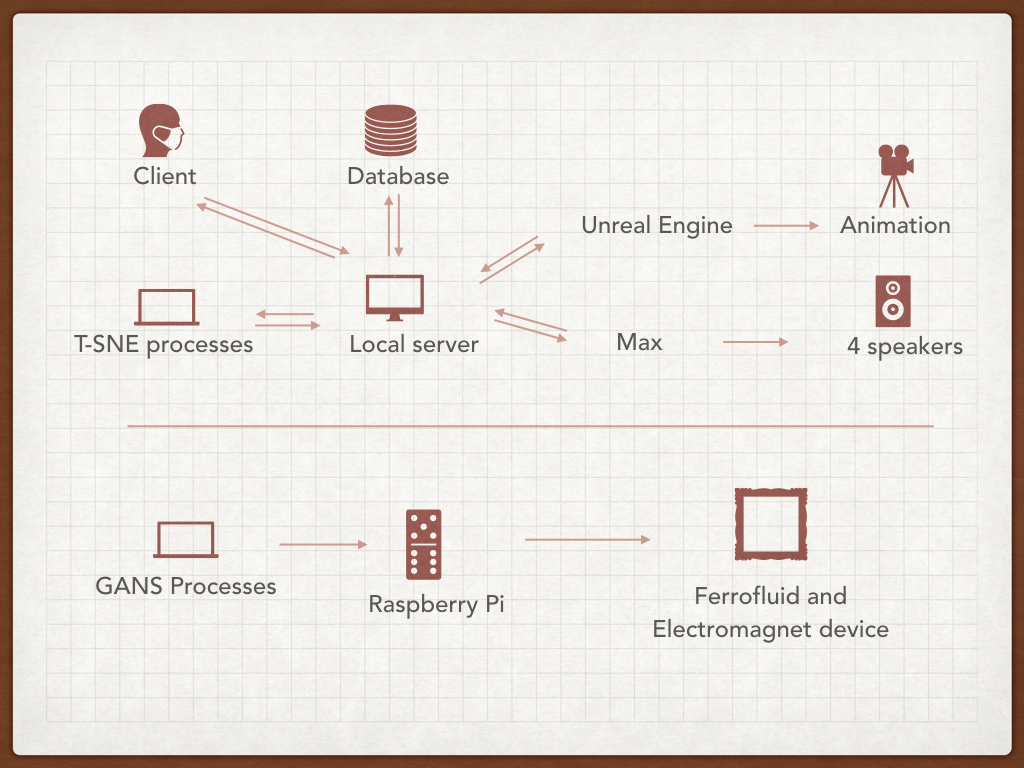 Client
Database
Unreal Engine
Animation
T-SNE processes
Local server
Max
4 speakers
GANS Processes
Raspberry Pi
Ferrofluid and
Electromagnet device